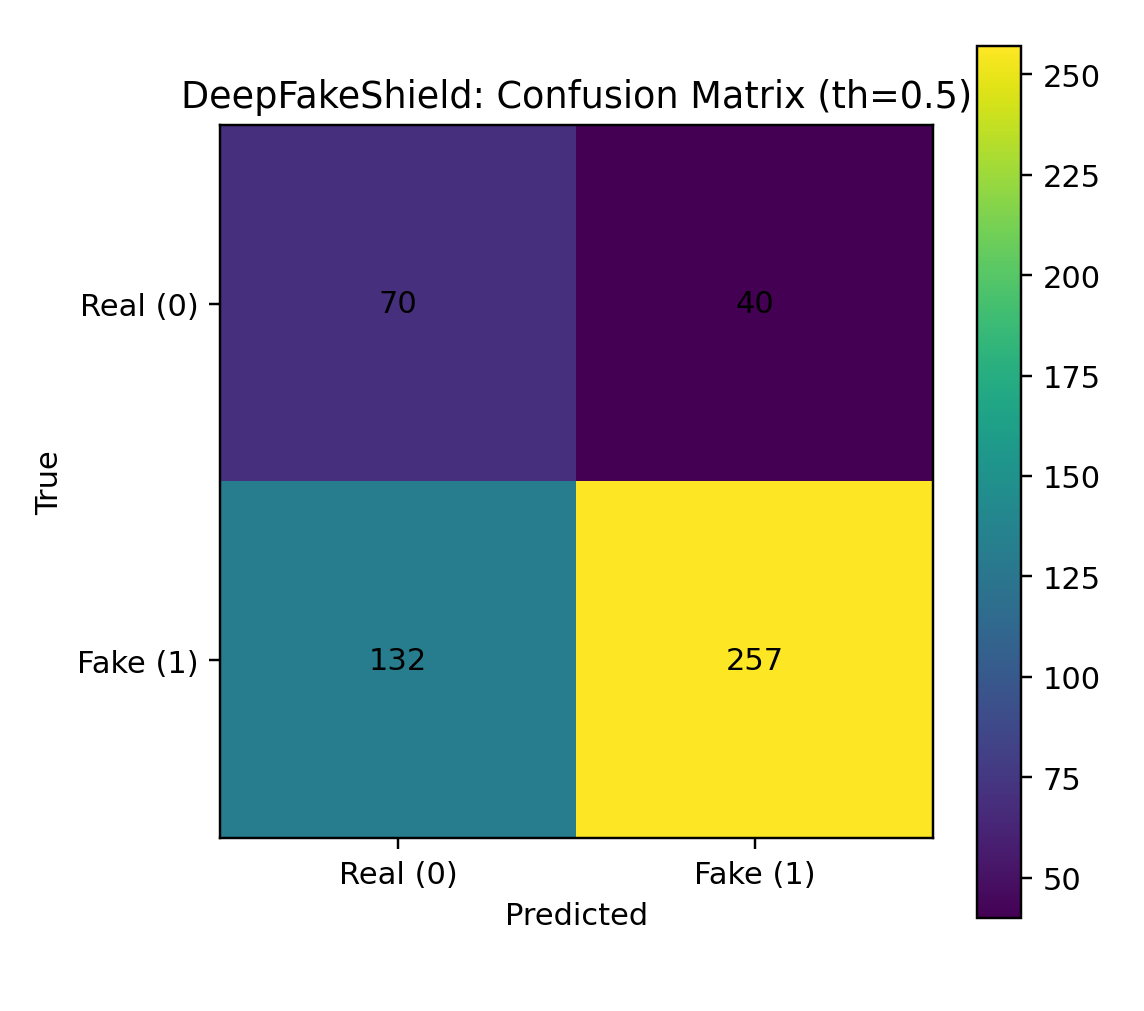 DeepFakeShield: Confusion Matrix (th=0.5)
250
225
200
175
150
125
100
75
50
Real (0)
70
40
True
Fake (1)
132
257
Real (0)
Fake (1)
Predicted